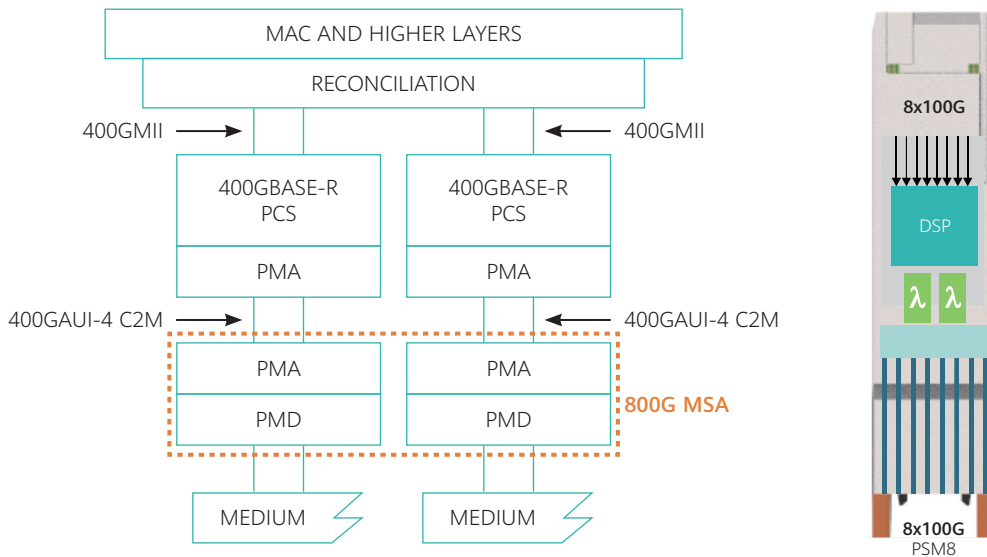 MAC AND HIGHER LAYERS
RECONCILIATION
400GMII
400GMII
400GBASE-R
PCS
400GBASE-R
PCS
PMA
PMA
400GAUI-4 C2M
400GAUI-4 C2M
PMA
PMA
PMD
PMD
800G MSA
MEDIUM
MEDIUM
8x100G
DSP
λ λ
8x100G
PSM8